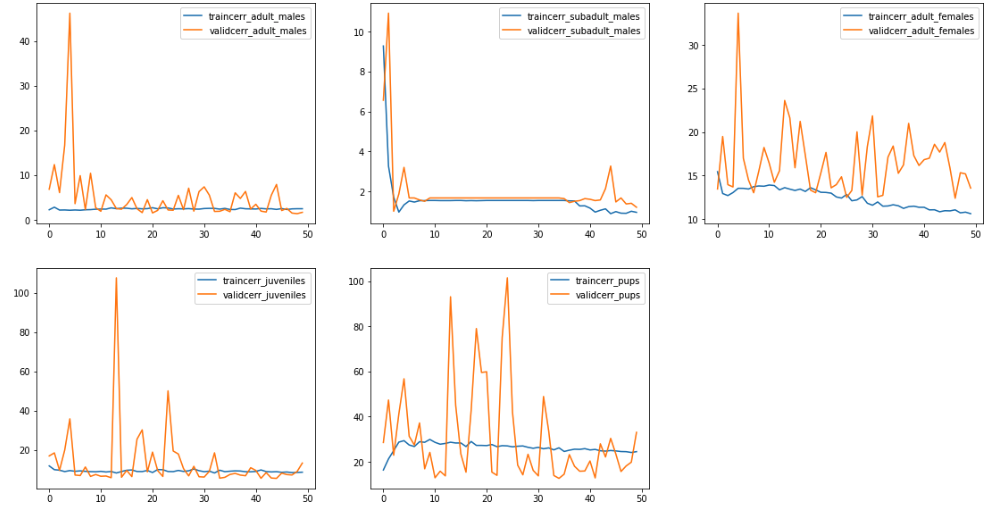 traincerr_adult_males
validcerr_adult_males
40
30
20
10
0
0 10 20 30 40 50
traincerr_subadult_males
validcerr_subadult_males
10
8
6
4
2
0 10 20 30 40 50
traincerr_adult_females
validcerr_adult_females
30
25
20
15
10
0 10 20 30 40 50
traincerr_juveniles
validcerr_juveniles
100
80
60
40
20
0 10 20 30 40 50
traincerr_pups
validcerr_pups
100
80
60
40
20
0 10 20 30 40 50